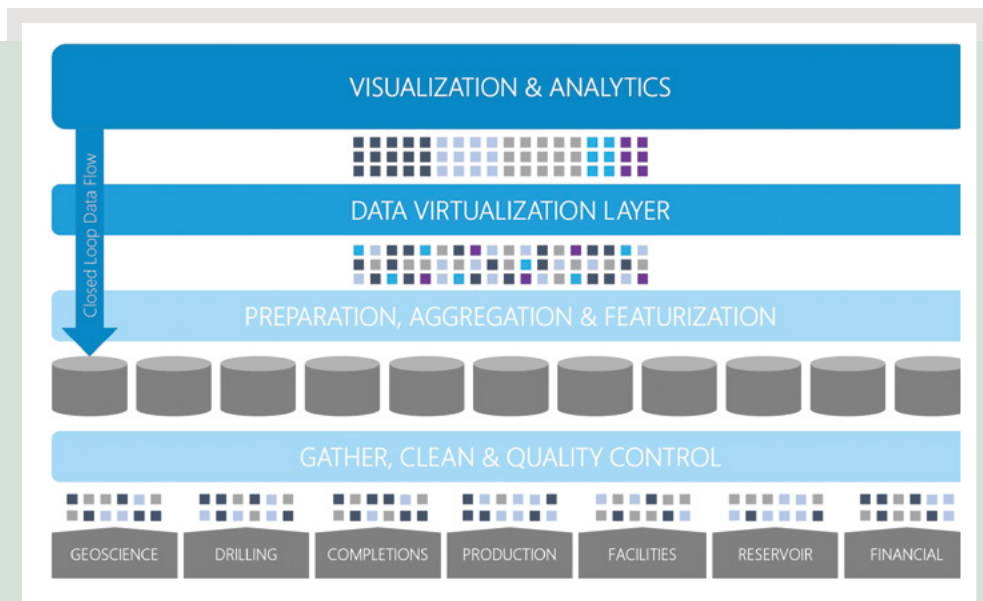 VISUALIZATION & ANALYTICS
Closed Loop Data Flow
DATA VIRTUALIZATION LAYER
PREPARATION, AGGREGATION & FEATURIZATION
GATHER, CLEAN & QUALITY CONTROL
GEOSCIENCE
DRILLING
COMPLETIONS
PRODUCTION
FACILITIES
RESERVOIR
FINANCIAL